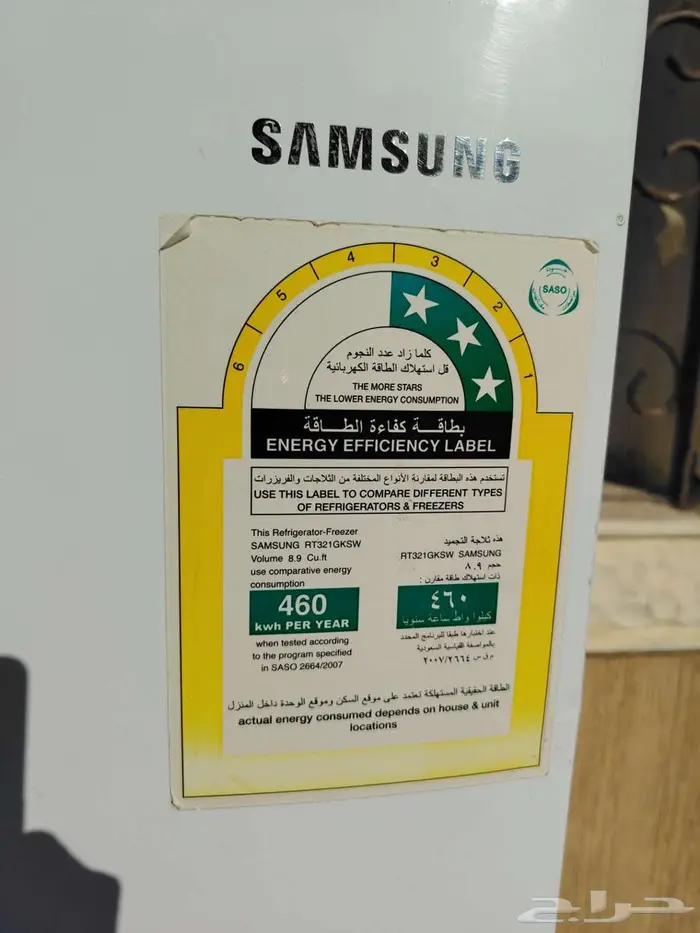 SAMSUNG
SASO
1
2
3
4
5
6
كلما زاد عدد النجوم
قل استهلاك الطاقة الكهربائية
THE MORE STARS
THE LOWER ENERGY CONSUMPTION
بطاقة كفاءة الطاقة
ENERGY EFFICIENCY LABEL
تستخدم هذه البطاقة لمقارنة الأنواع المختلفة من الثلاجات والفريزرات
USE THIS LABEL TO COMPARE DIFFERENT TYPES
OF REFRIGERATORS & FREEZERS
This Refrigerator-Freezer
SAMSUNG RT321GKSW
Volume 8.9 Cu.ft
use comparative energy
consumption
460
kwh PER YEAR
when tested according
to the program specified
in SASO 2664/2007
هذه ثلاجة التجميد
RT321GKSW SAMSUNG
حجم ٨.٩
ذات استهلاك طاقة مقارن :
٤٦٠
كيلوا واط ساعة سنويا
عند اختبارها طبقا للبرنامج المحدد
بالمواصفة القياسية السعودية
م ق س ٢٠٠٧/٢٦٦٤
الطاقة الحقيقية المستهلكة تعتمد على موقع السكن وموقع الوحدة داخل المنزل
actual energy consumed depends on house & unit
locations
حراج